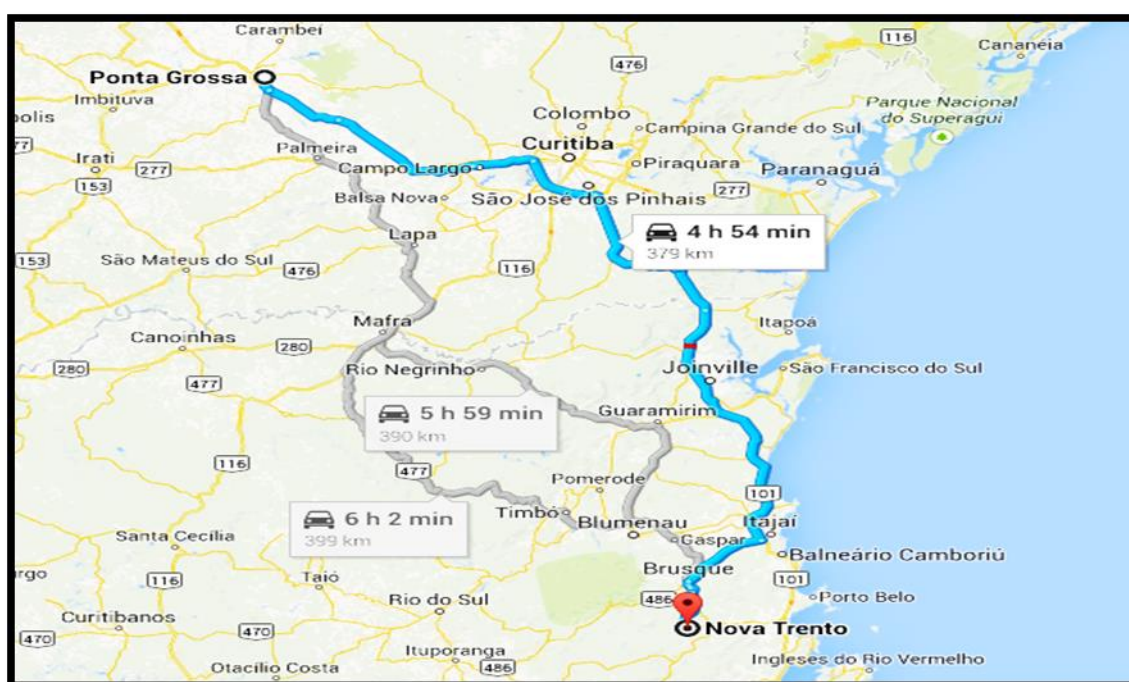 Carambeí
116
Cananeia
Ponta Grossa
476
Imbituva
Parque Nacional
do Superagui
opolis
Colombo
Campina Grande do Sul
277
Curitiba
Palmeira
Irati
277
Campo Largo
Piraquara
Paranaguá
153
277
Balsa Nova
São José dos Pinhais
Lapa
4 h 54 min
379 km
153
São Mateus do Sul
476
116
Mafra
Itapoá
Canoinhas
280
280
Rio Negrinho
Joinville
São Francisco do Sul
477
5 h 59 min
390 km
Guaramirim
116
477
Pomerode
101
6 h 2 min
399 km
Timbó
Blumenau
Itajaí
Santa Cecília
Gaspar
Balneário Camboriú
rgo
116
Taió
Brusque
101
486
Porto Belo
Rio do Sul
Curitibanos
470
470
Nova Trento
Ituporanga
Otacílio Costa
486
Ingleses do Rio Vermelho